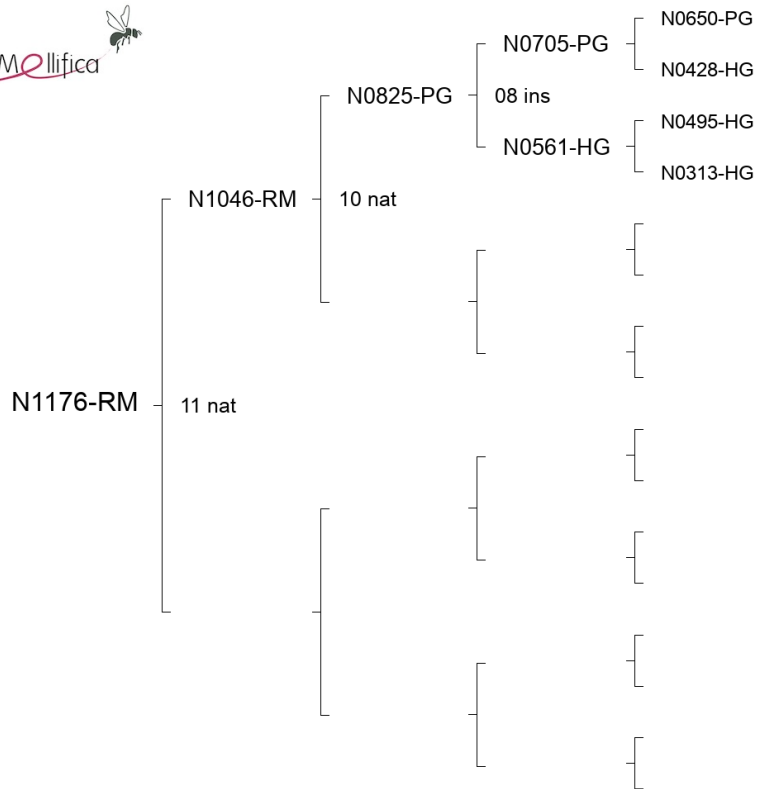 Mellifica
N0650-PG
N0705-PG
N0428-HG
N0825-PG
08 ins
N0495-HG
N0561-HG
N0313-HG
N1046-RM
10 nat
N1176-RM
11 nat